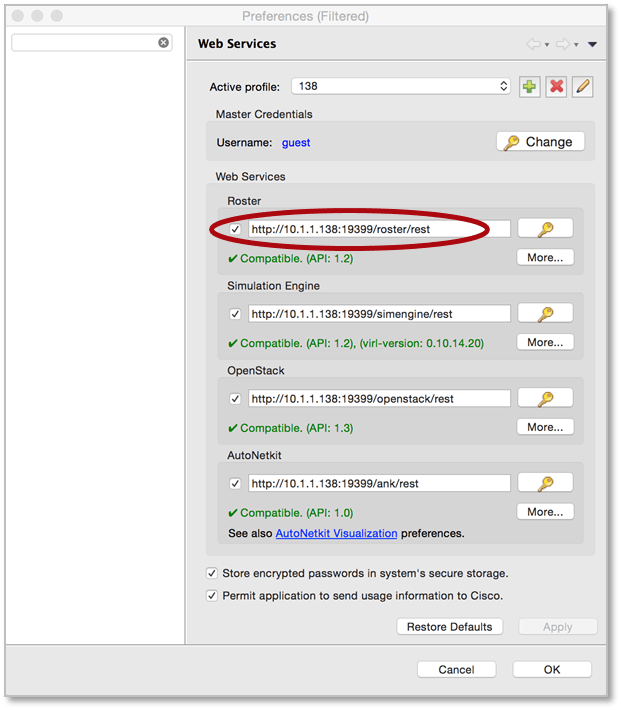 Preferences (Filtered)
Web Services
Active profile: 138
Master Credentials
Username: guest Change
Web Services
Roster
http://10.1.1.138:19399/roster/rest
✔ Compatible. (API: 1.2) More...
Simulation Engine
http://10.1.1.138:19399/simengine/rest
✔ Compatible. (API: 1.2), (virl-version: 0.10.14.20) More...
OpenStack
http://10.1.1.138:19399/openstack/rest
✔ Compatible. (API: 1.3) More...
AutoNetkit
http://10.1.1.138:19399/ank/rest
✔ Compatible. (API: 1.0) More...
See also AutoNetkit Visualization preferences.
Store encrypted passwords in system's secure storage.
Permit application to send usage information to Cisco.
Restore Defaults Apply
Cancel OK